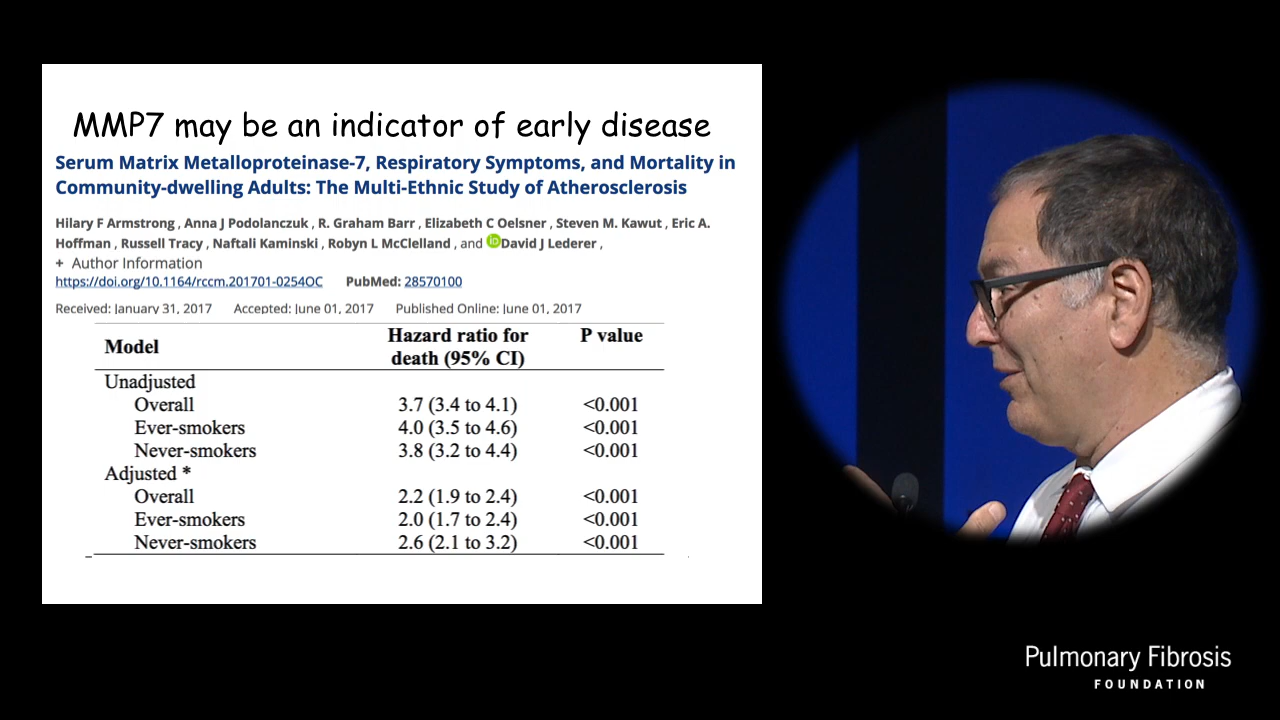 MMP7 may be an indicator of early disease
Serum Matrix Metalloproteinase-7, Respiratory Symptoms, and Mortality in
Community-dwelling Adults: The Multi-Ethnic Study of Atherosclerosis
Hilary F Armstrong , Anna J Podolanczuk , R. Graham Barr , Elizabeth C Oelsner , Steven M. Kawut , Eric A.
Hoffman , Russell Tracy , Naftali Kaminski , Robyn L McClelland , and iD David J Lederer ,
+ Author Information
https://doi.org/10.1164/rccm.201701-0254OC PubMed: 28570100
Received: January 31, 2017 Accepted: June 01, 2017 Published Online: June 01, 2017
Model Hazard ratio for death (95% CI) P value
Unadjusted
Overall 3.7 (3.4 to 4.1) <0.001
Ever-smokers 4.0 (3.5 to 4.6) <0.001
Never-smokers 3.8 (3.2 to 4.4) <0.001
Adjusted *
Overall 2.2 (1.9 to 2.4) <0.001
Ever-smokers 2.0 (1.7 to 2.4) <0.001
Never-smokers 2.6 (2.1 to 3.2) <0.001
Pulmonary Fibrosis
FOUNDATION